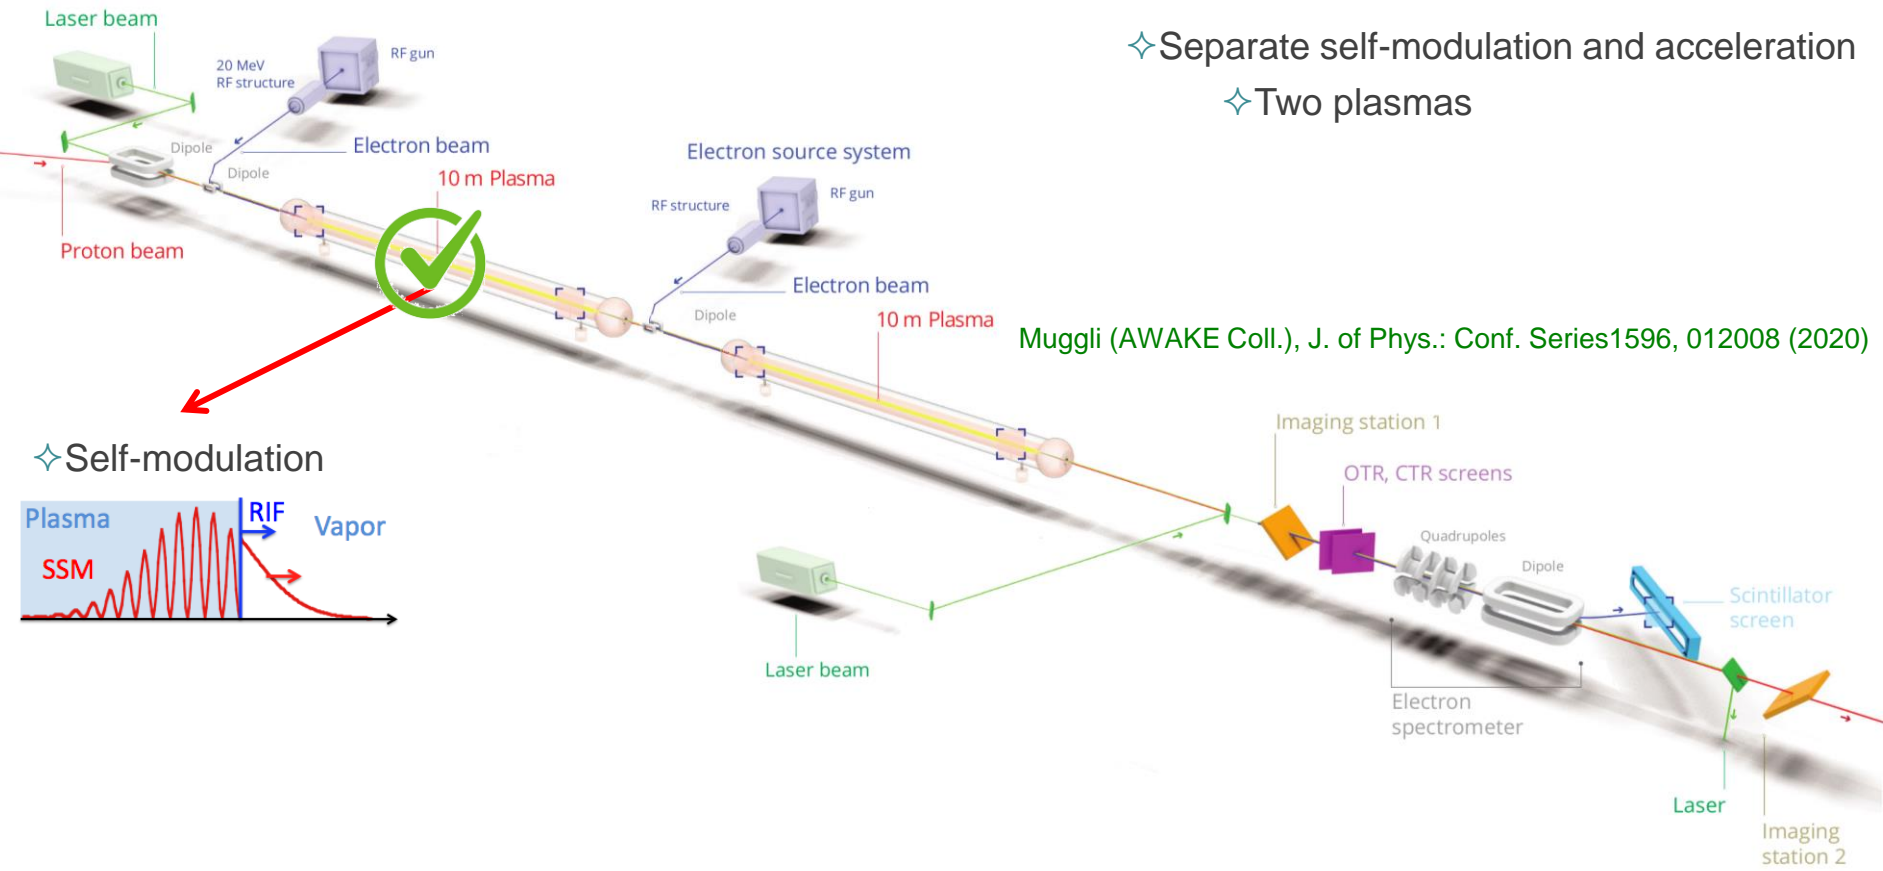 Laser beam
20 MeV
RF structure
RF gun
✧Separate self-modulation and acceleration
✧Two plasmas
Dipole
Electron beam
Dipole
10 m Plasma
Electron source system
RF structure
RF gun
Proton beam
Electron beam
Dipole
10 m Plasma
Muggli (AWAKE Coll.), J. of Phys.: Conf. Series1596, 012008 (2020)
✧Self-modulation
Plasma
RIF
Vapor
SSM
Imaging station 1
OTR, CTR screens
Quadrupoles
Dipole
Scintillator
screen
Laser beam
Electron
spectrometer
Laser
Imaging
station 2